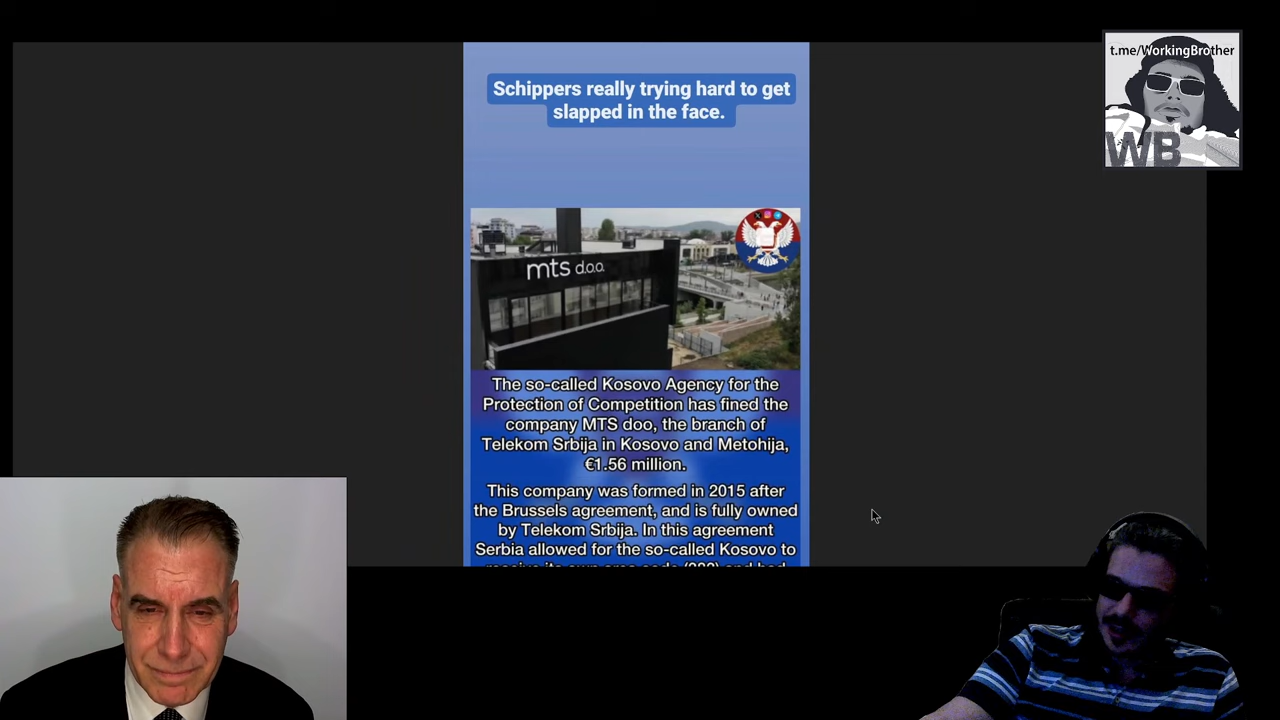 t.me/WorkingBrother
WB
Schippers really trying hard to get
slapped in the face.
mts d.o.o.
The so-called Kosovo Agency for the
Protection of Competition has fined the
company MTS doo, the branch of
Telekom Srbija in Kosovo and Metohija,
€1.56 million.
This company was formed in 2015 after
the Brussels agreement, and is fully owned
by Telekom Srbija. In this agreement
Serbia allowed for the so-called Kosovo to